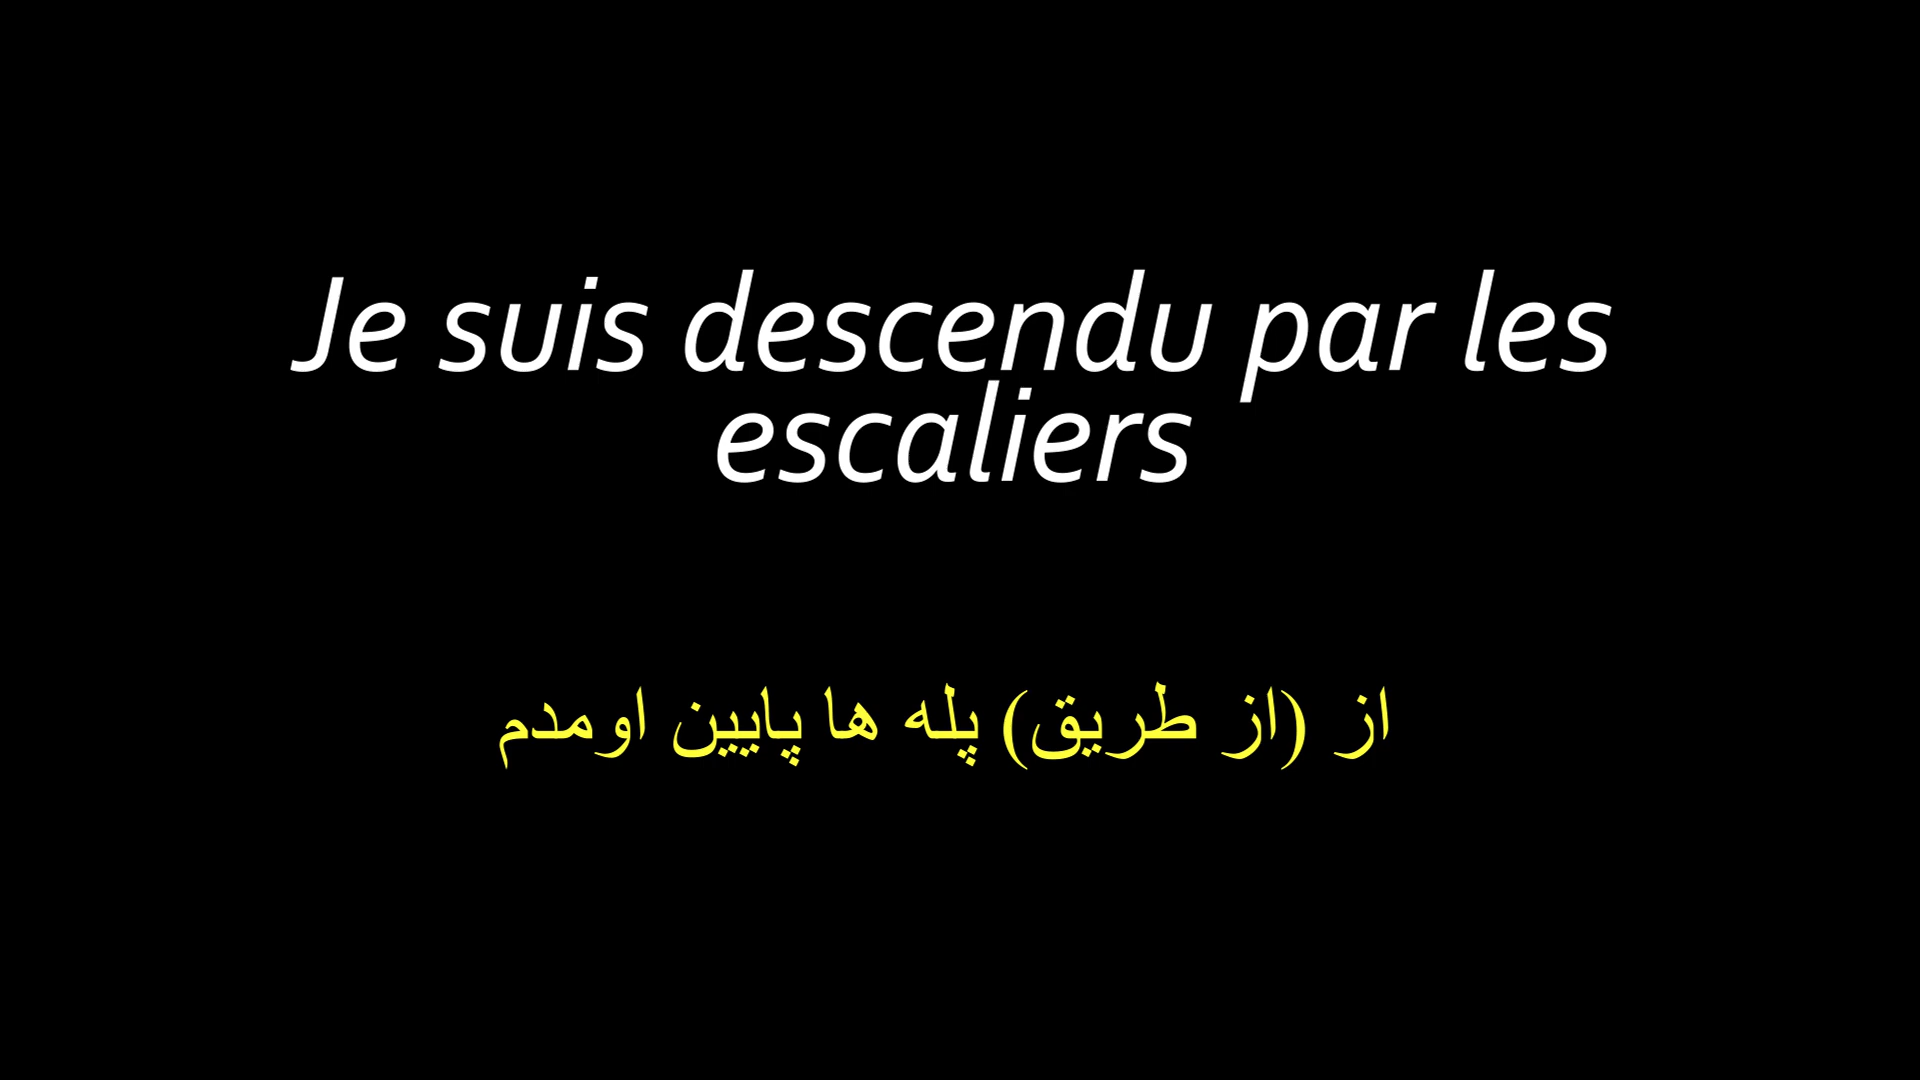 Je suis descendu par les
escaliers
از (از طریق) پله ها پایین اومدم